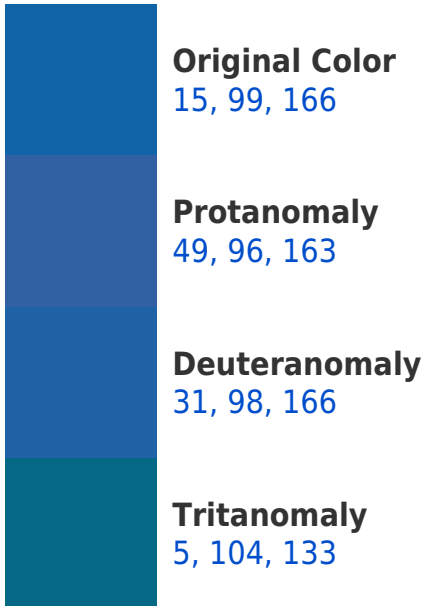 Original Color
15, 99, 166
Protanomaly
49, 96, 163
Deuteranomaly
31, 98, 166
Tritanomaly
5, 104, 133